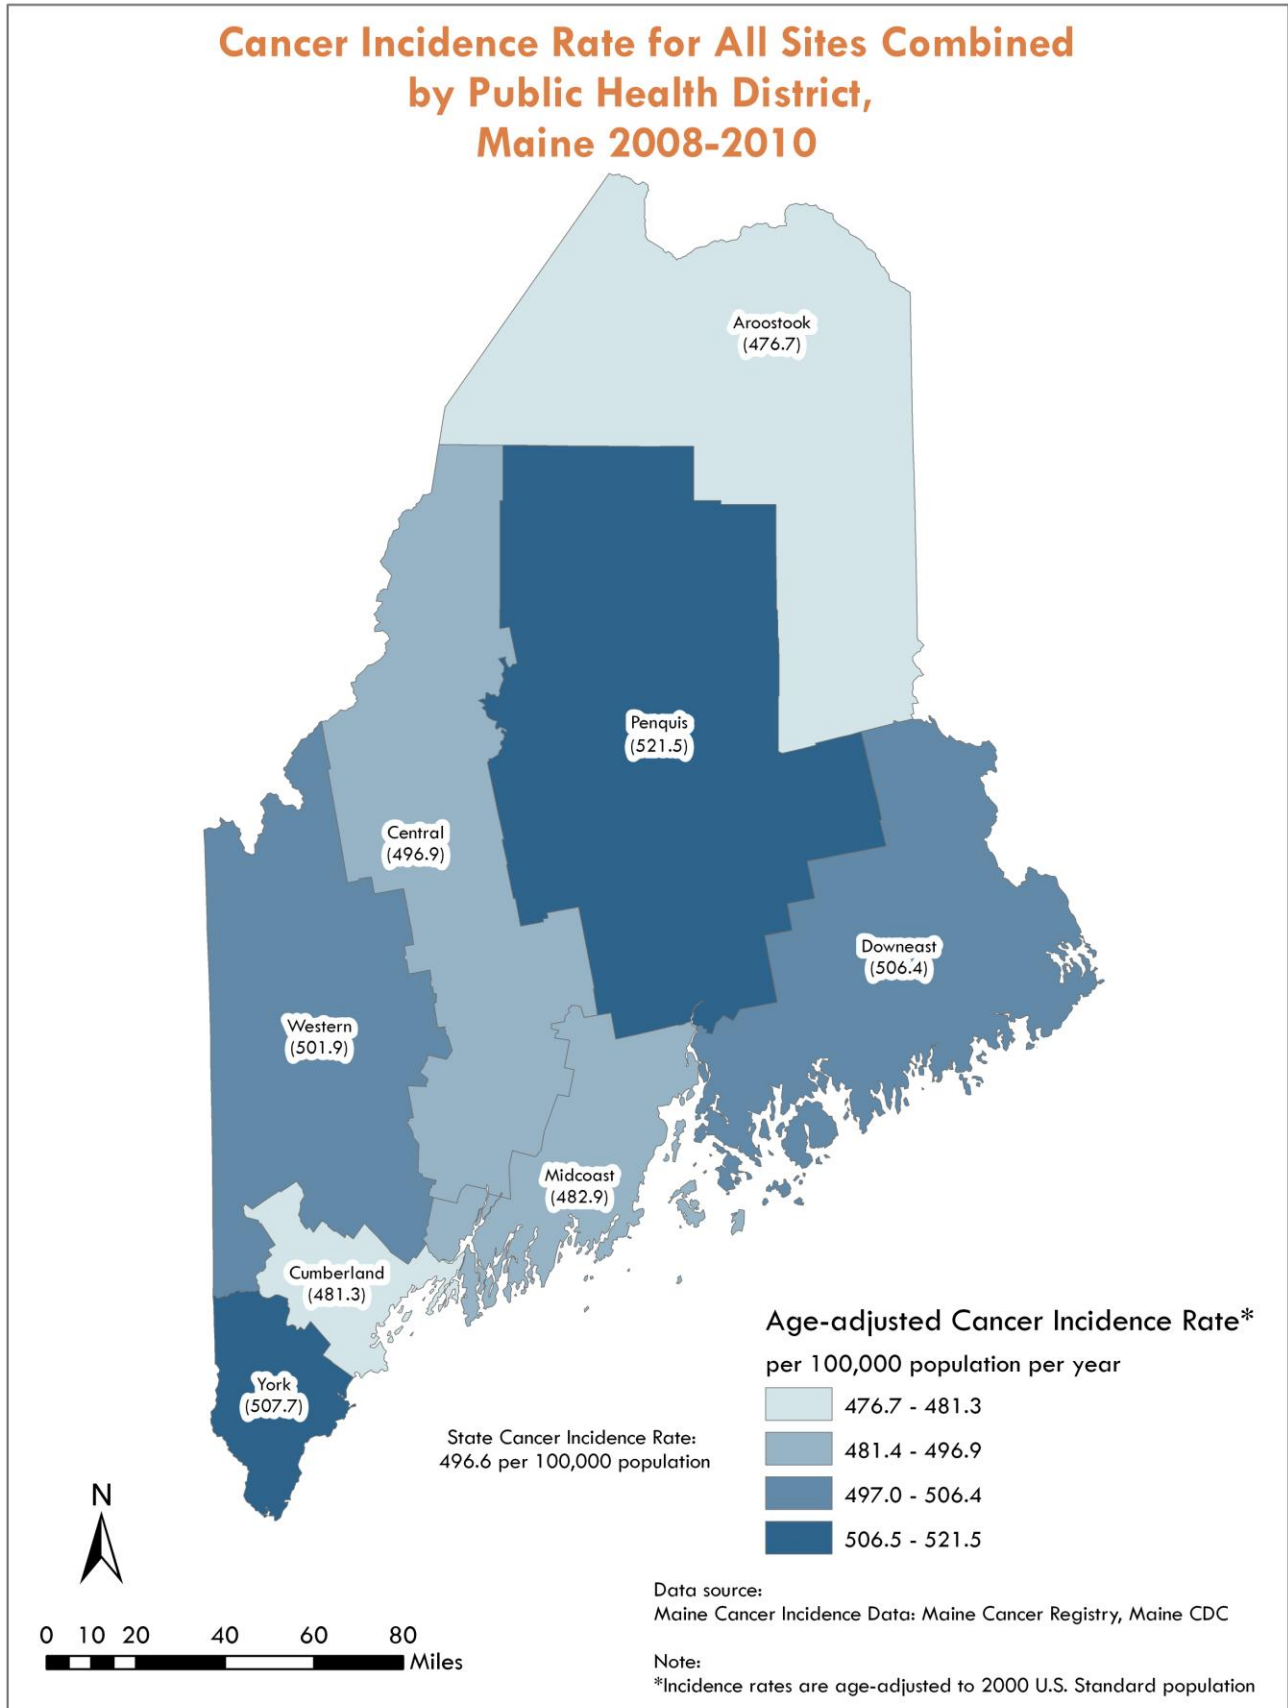 Cancer Incidence Rate for All Sites Combined
by Public Health District,
Maine 2008-2010
Aroostook
(476.7)
Penquis
(521.5)
Central
(496.9)
Downeast
(506.4)
Western
(501.9)
Midcoast
(482.9)
Cumberland
(481.3)
York
(507.7)
State Cancer Incidence Rate:
496.6 per 100,000 population
Age-adjusted Cancer Incidence Rate*
per 100,000 population per year
476.7 - 481.3
481.4 - 496.9
497.0 - 506.4
506.5 - 521.5
N
0 10 20 40 60 80
Miles
Data source:
Maine Cancer Incidence Data: Maine Cancer Registry, Maine CDC
Note:
*Incidence rates are age-adjusted to 2000 U.S. Standard population